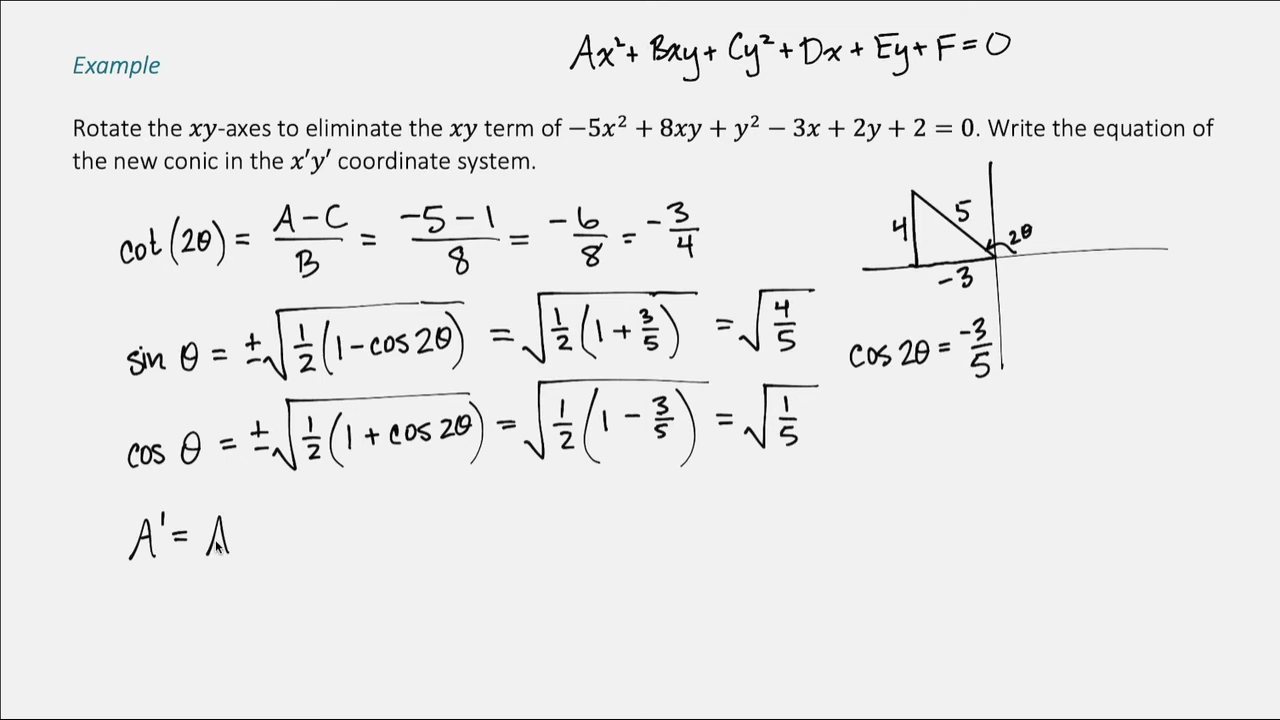 Ax² + Bxy + Cy² + Dx + Ey + F = 0
Example
Rotate the xy-axes to eliminate the xy term of −5x² + 8xy + y² − 3x + 2y + 2 = 0. Write the equation of
the new conic in the x′y′ coordinate system.
cot(2θ) = (A − C)/B = (−5 − 1)/8 = −6/8 = −3/4
4 5 2θ
−3
sin θ = ±√(1/2 (1 − cos 2θ)) = √(1/2 (1 + 3/5)) = √(4/5)
cos 2θ = −3/5
cos θ = ±√(1/2 (1 + cos 2θ)) = √(1/2 (1 − 3/5)) = √(1/5)
A' = A